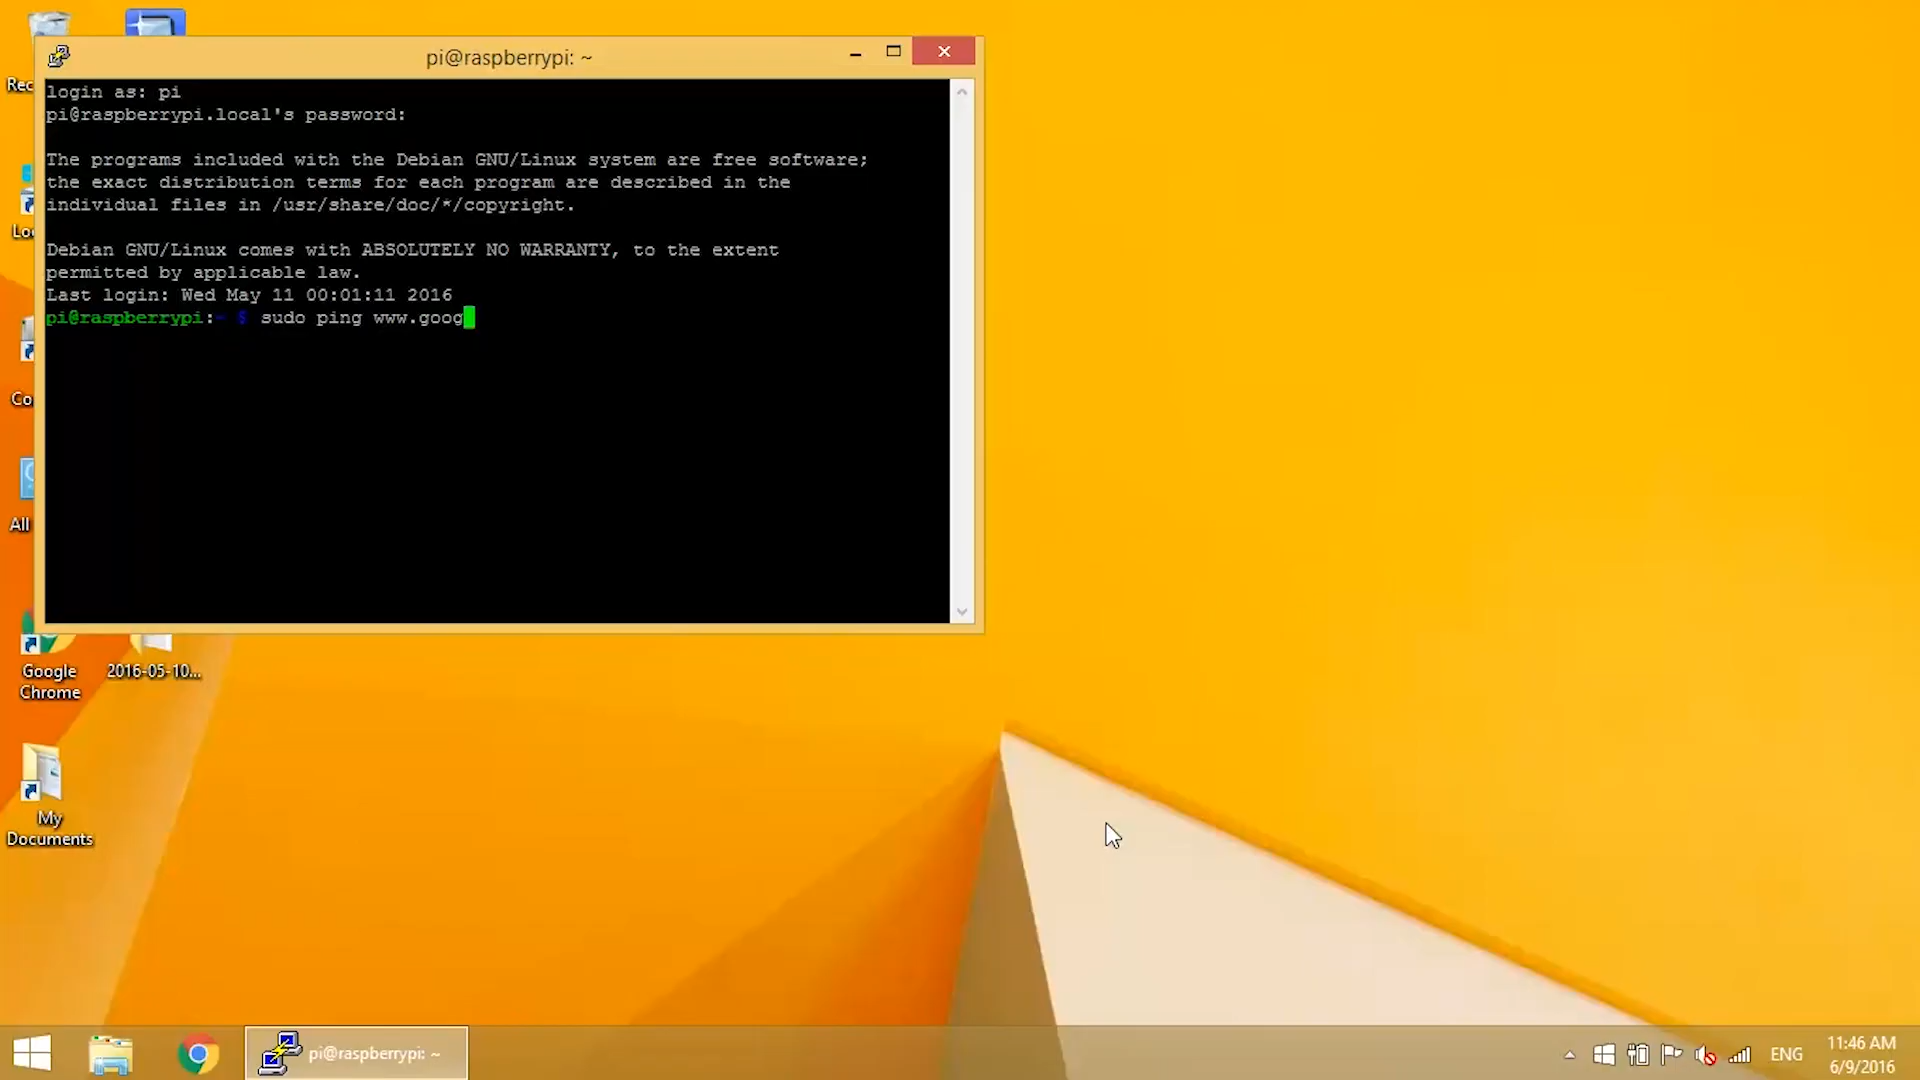 pi@raspberrypi: ~
login as: pi
pi@raspberrypi.local's password:
The programs included with the Debian GNU/Linux system are free software;
the exact distribution terms for each program are described in the
individual files in /usr/share/doc/*/copyright.
Debian GNU/Linux comes with ABSOLUTELY NO WARRANTY, to the extent
permitted by applicable law.
Last login: Wed May 11 00:01:11 2016
pi@raspberrypi:~ $ sudo ping www.goog
Rec
Loc
Co
All
Google
Chrome
2016-05-10...
My
Documents
pi@raspberrypi: ~
ENG
11:46 AM
6/9/2016